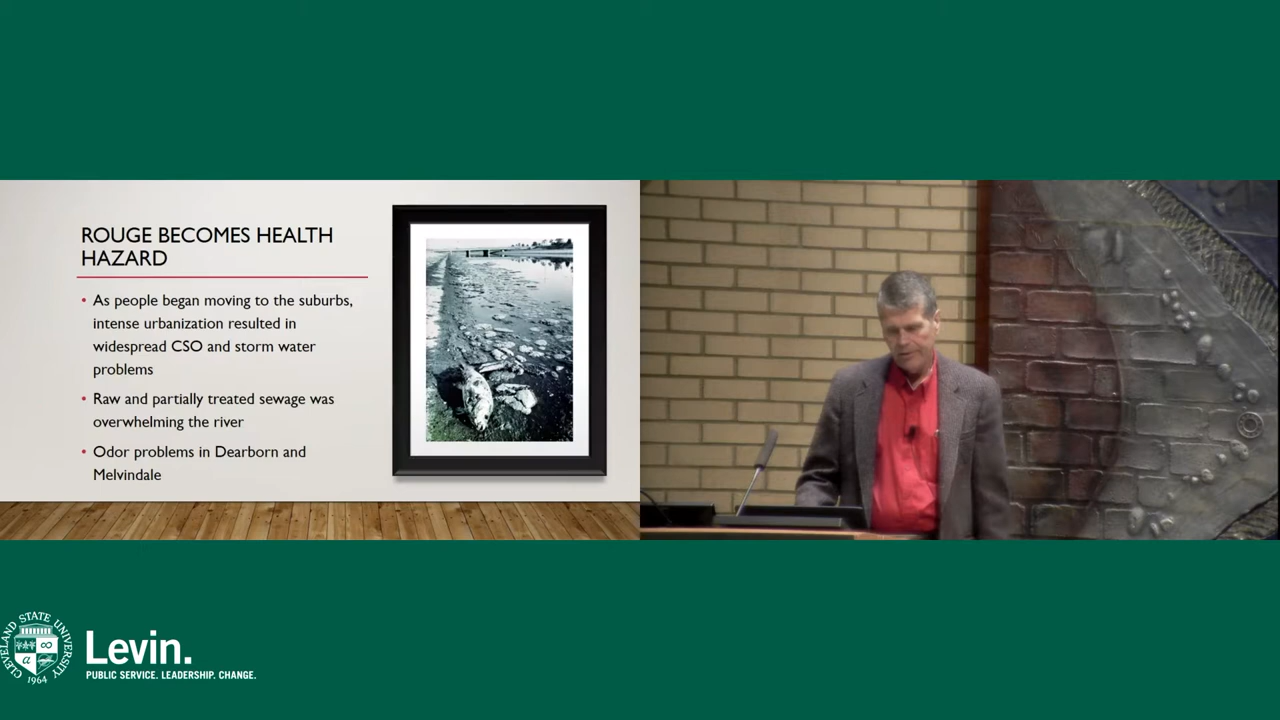 ROUGE BECOMES HEALTH
HAZARD
• As people began moving to the suburbs,
intense urbanization resulted in
widespread CSO and storm water
problems
• Raw and partially treated sewage was
overwhelming the river
• Odor problems in Dearborn and
Melvindale
CLEVELAND STATE UNIVERSITY
1964
Levin.
PUBLIC SERVICE. LEADERSHIP. CHANGE.